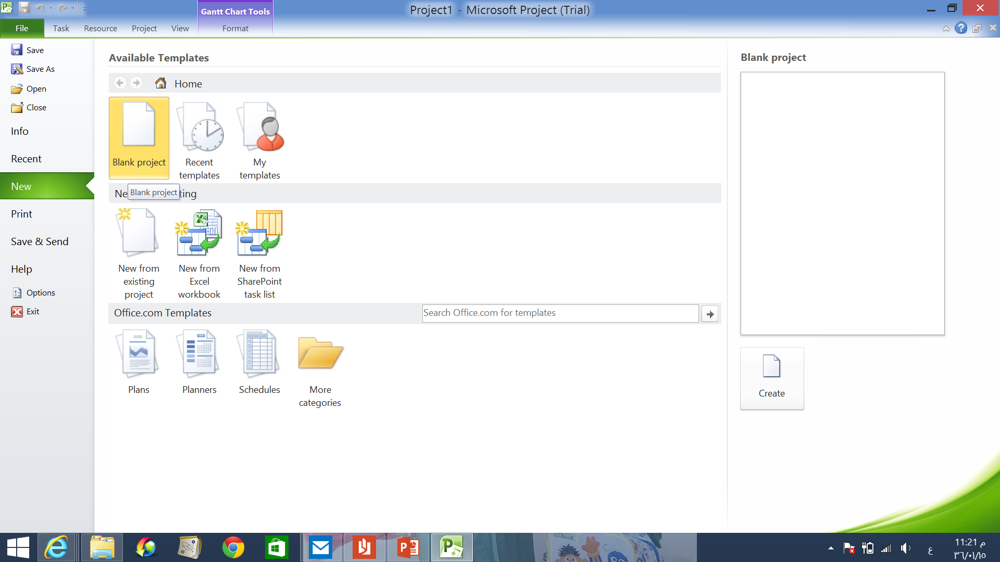 Gantt Chart Tools
Project1 - Microsoft Project (Trial)
File Task Resource Project View Format
Save
Save As
Open
Close
Info
Recent
New
Print
Save & Send
Help
Options
Exit
Available Templates
Home
Blank project
Recent templates
My templates
Blank project
Ne ting
New from existing project
New from Excel workbook
New from SharePoint task list
Office.com Templates
Search Office.com for templates
Plans
Planners
Schedules
More categories
Blank project
Create
ع
11:21 م
٣٦/٠١/١٥